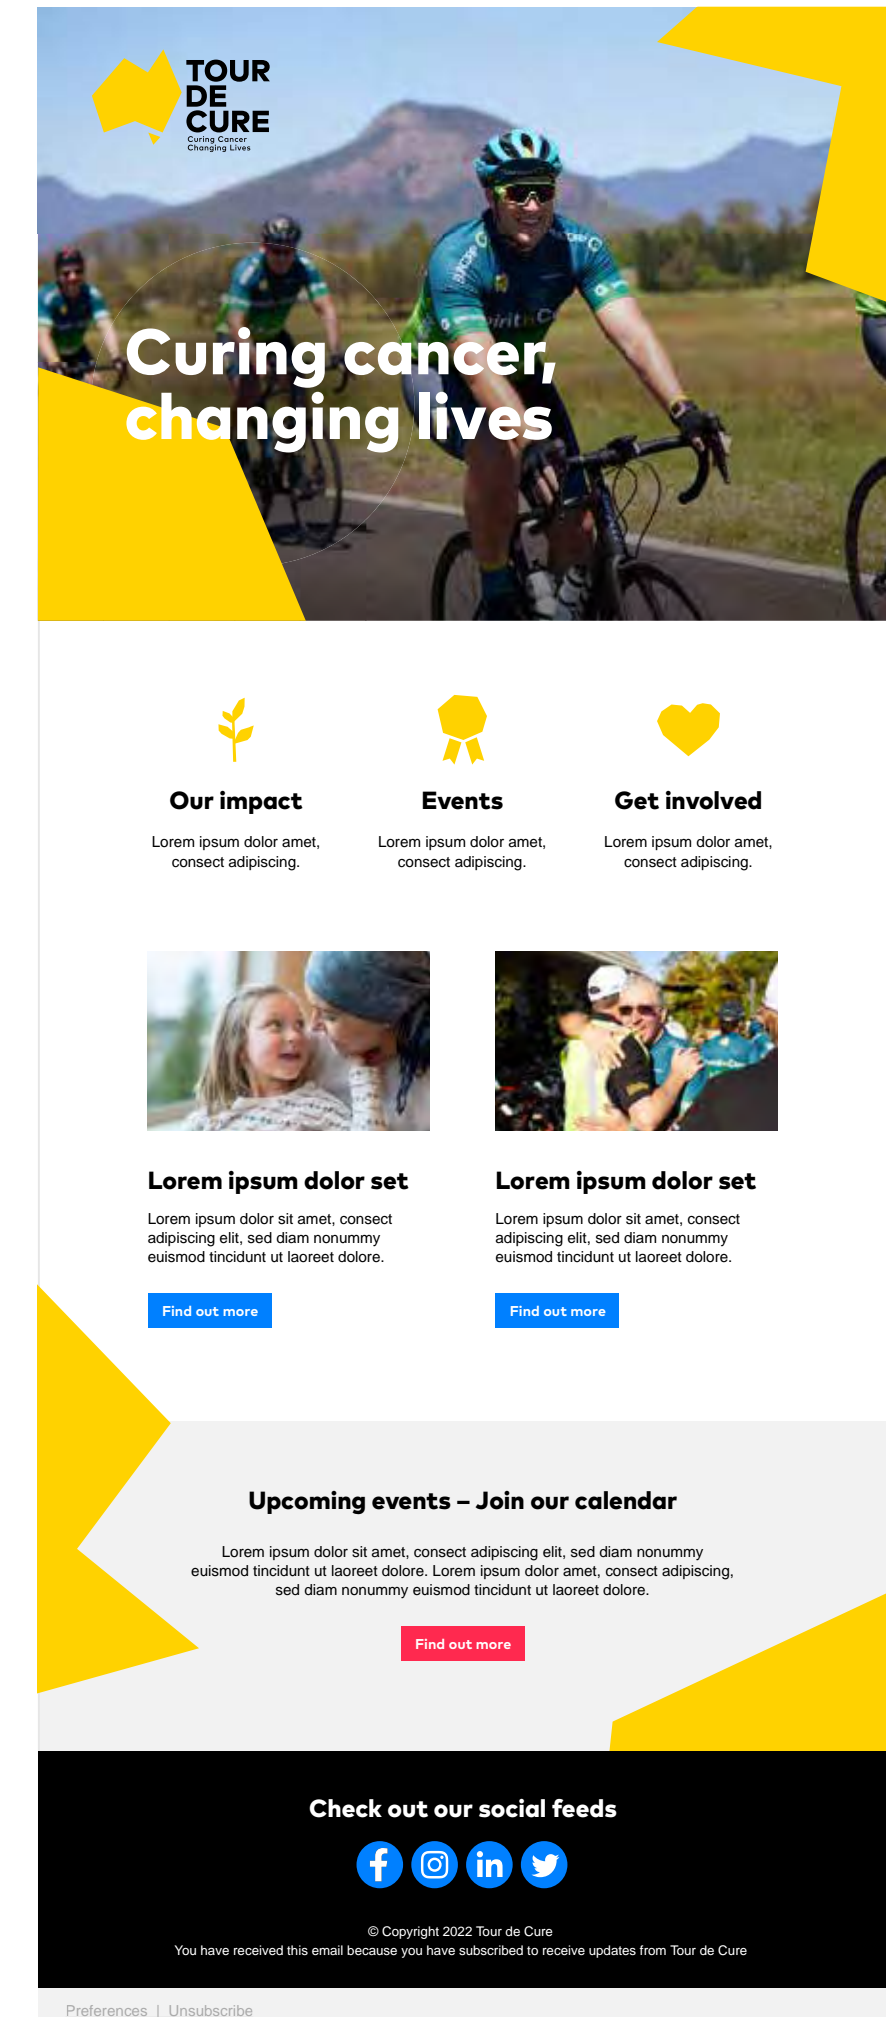 TOUR
DE
CURE
Curing Cancer
Changing Lives
Curing cancer,
changing lives
Our impact
Lorem ipsum dolor amet,
consect adipiscing.
Events
Lorem ipsum dolor amet,
consect adipiscing.
Get involved
Lorem ipsum dolor amet,
consect adipiscing.
Lorem ipsum dolor set
Lorem ipsum dolor sit amet, consect
adipiscing elit, sed diam nonummy
euismod tincidunt ut laoreet dolore.
Find out more
Lorem ipsum dolor set
Lorem ipsum dolor sit amet, consect
adipiscing elit, sed diam nonummy
euismod tincidunt ut laoreet dolore.
Find out more
Upcoming events – Join our calendar
Lorem ipsum dolor sit amet, consect adipiscing elit, sed diam nonummy
euismod tincidunt ut laoreet dolore. Lorem ipsum dolor amet, consect adipiscing,
sed diam nonummy euismod tincidunt ut laoreet dolore.
Find out more
Check out our social feeds
© Copyright 2022 Tour de Cure
You have received this email because you have subscribed to receive updates from Tour de Cure
Preferences | Unsubscribe